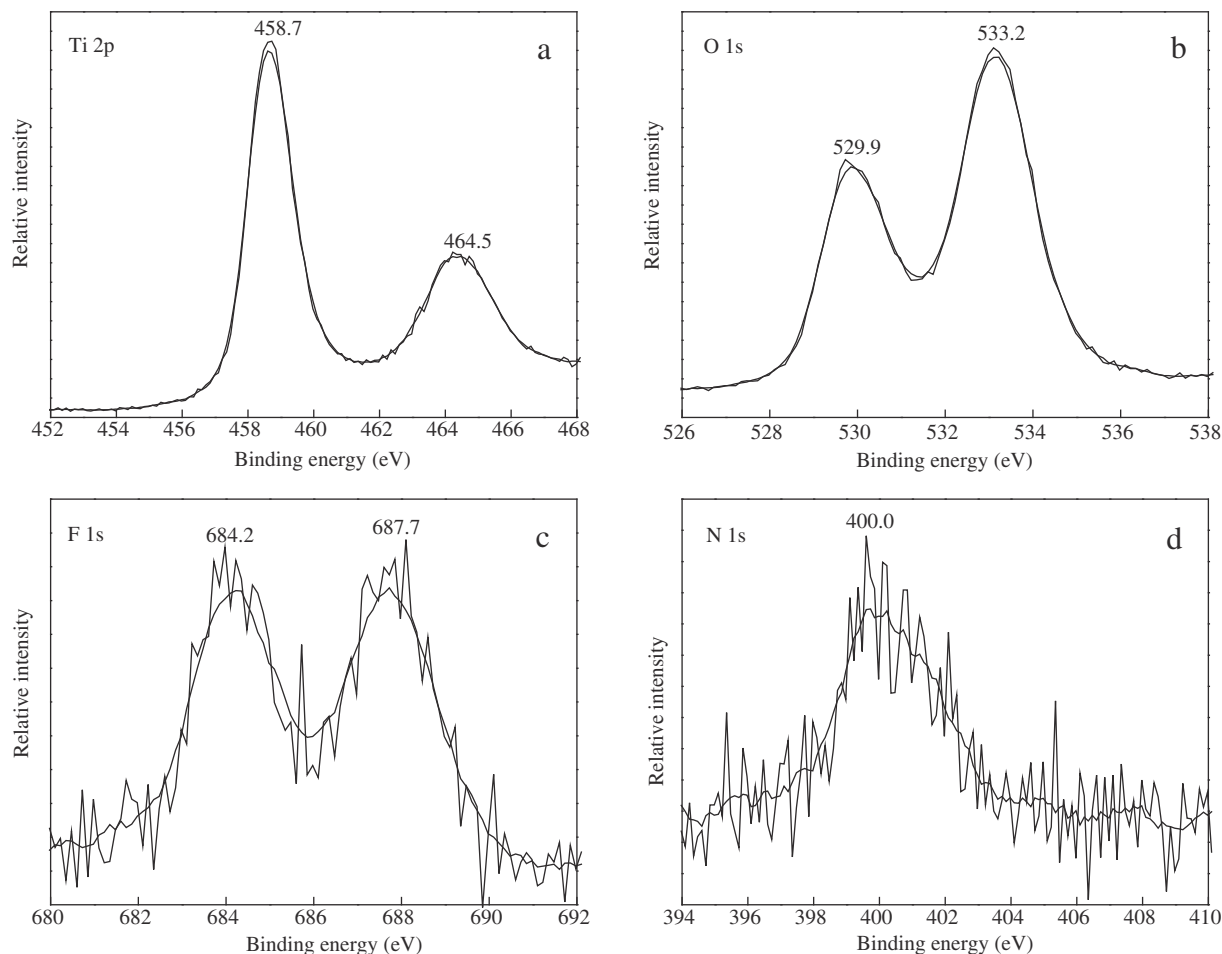 458.7
Ti 2p
a
464.5
Relative intensity
452 454 456 458 460 462 464 466 468
Binding energy (eV)
533.2
O 1s
b
529.9
Relative intensity
526 528 530 532 534 536 538
Binding energy (eV)
F 1s
684.2
687.7
c
Relative intensity
680 682 684 686 688 690 692
Binding energy (eV)
N 1s
400.0
d
Relative intensity
394 396 398 400 402 404 406 408 410
Binding energy (eV)